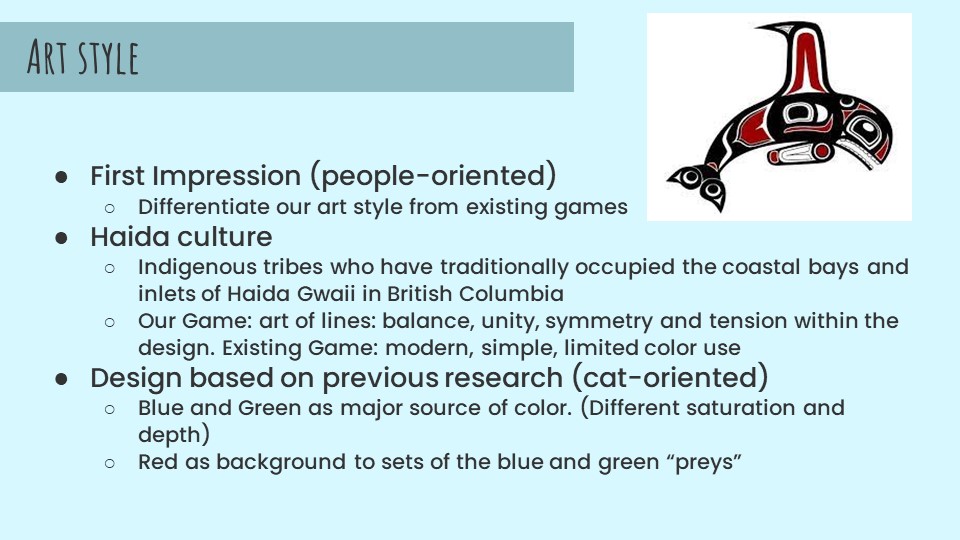 Art style
● First Impression (people-oriented)
○ Differentiate our art style from existing games
● Haida culture
○ Indigenous tribes who have traditionally occupied the coastal bays and
inlets of Haida Gwaii in British Columbia
○ Our Game: art of lines: balance, unity, symmetry and tension within the
design. Existing Game: modern, simple, limited color use
● Design based on previous research (cat-oriented)
○ Blue and Green as major source of color. (Different saturation and
depth)
○ Red as background to sets of the blue and green “preys”